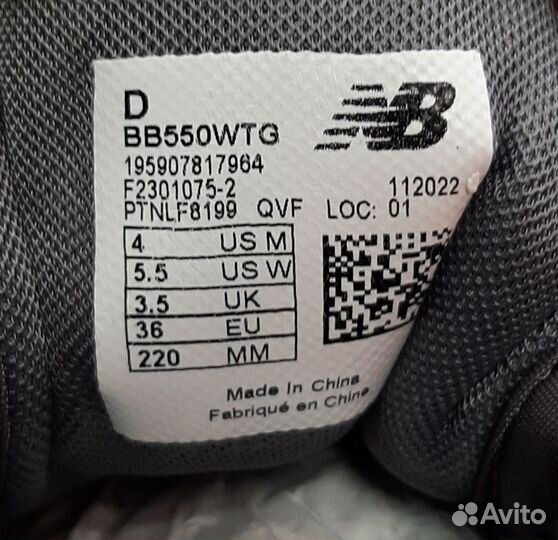 D
BB550WTG
NB
195907817964
F2301075-2 112022
PTNLF8199 QVF LOC: 01
4 US M
5.5 US W
3.5 UK
36 EU
220 MM
Made In China
Fabriqué en Chine
Avito